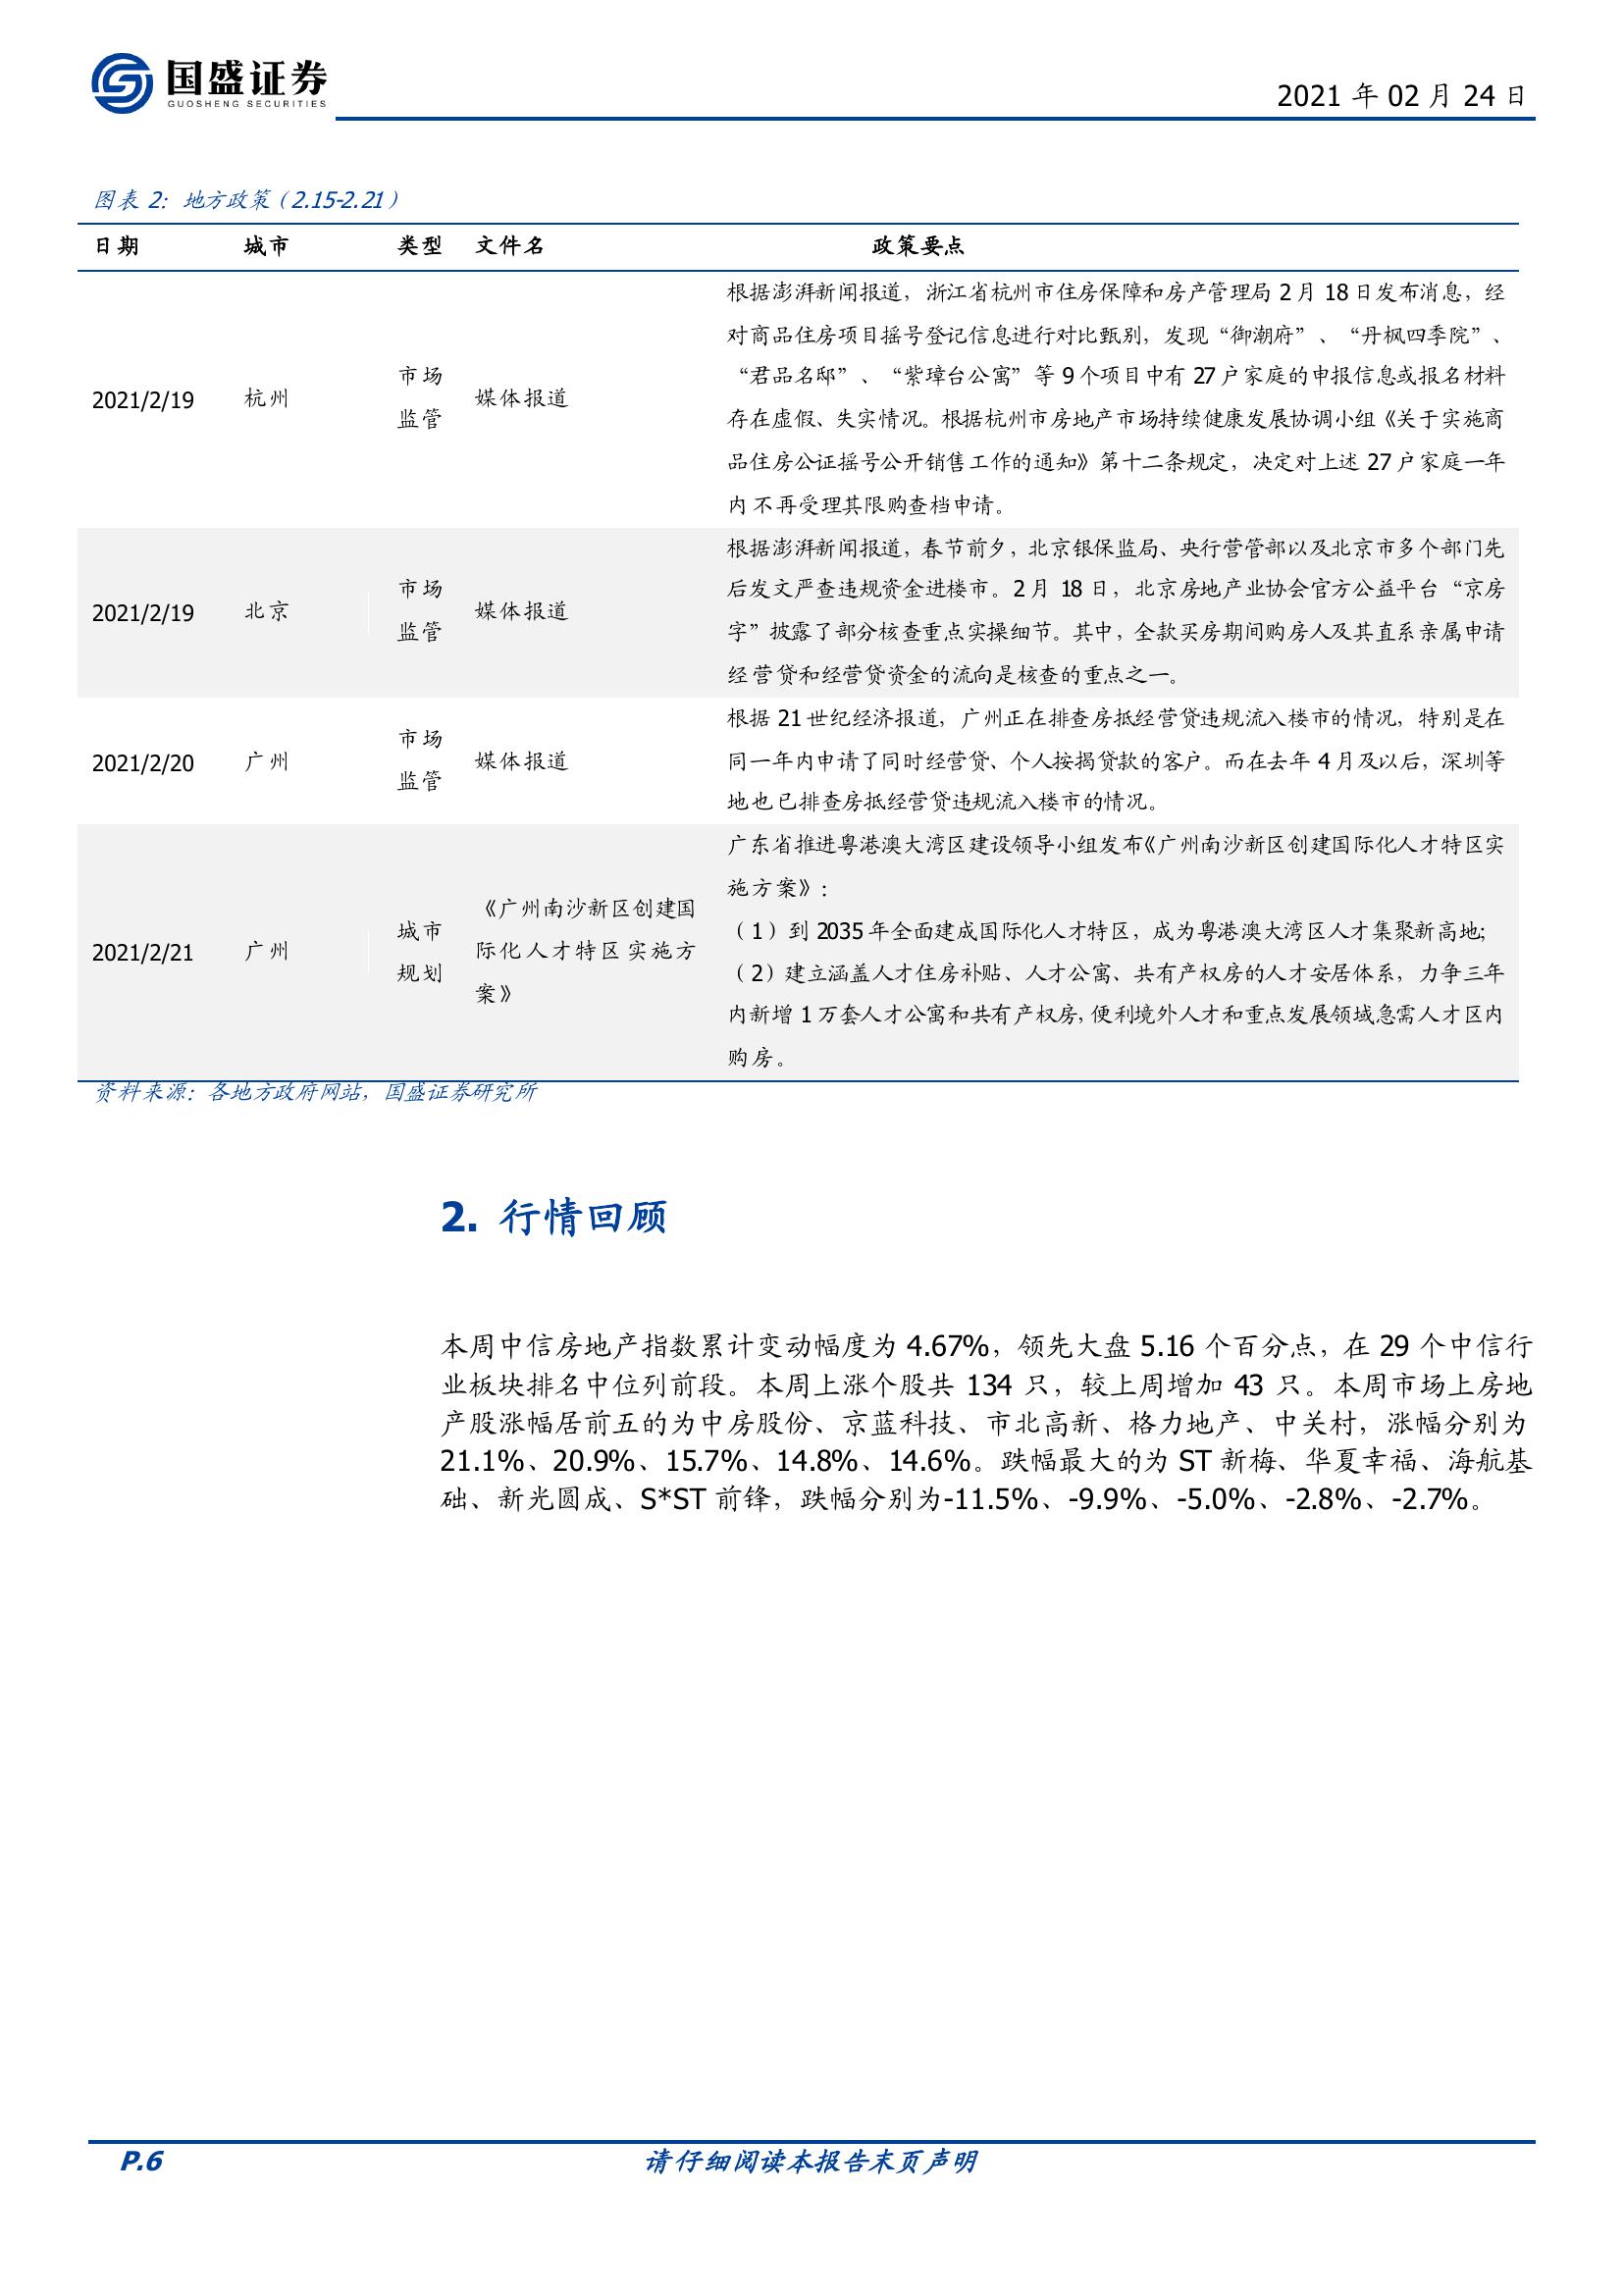 国盛证券
GUOSHENG SECURITIES
2021 年 02 月 24 日
图表 2：地方政策（2.15-2.21）
日期 城市 类型 文件名 政策要点
2021/2/19 杭州 市场监管 媒体报道
根据澎湃新闻报道，浙江省杭州市住房保障和房产管理局 2 月 18 日发布消息，经
对商品住房项目摇号登记信息进行对比甄别，发现“御潮府”、“丹枫四季院”、
“君品名邸”、“紫璋台公寓”等 9 个项目中有 27 户家庭的申报信息或报名材料
存在虚假、失实情况。根据杭州市房地产市场持续健康发展协调小组《关于实施商
品住房公证摇号公开销售工作的通知》第十二条规定，决定对上述 27 户家庭一年
内不再受理其限购查档申请。
2021/2/19 北京 市场监管 媒体报道
根据澎湃新闻报道，春节前夕，北京银保监局、央行营管部以及北京市多个部门先
后发文严查违规资金进楼市。2 月 18 日，北京房地产业协会官方公益平台“京房
字”披露了部分核查重点实操细节。其中，全款买房期间购房人及其直系亲属申请
经营贷和经营贷资金的流向是核查的重点之一。
2021/2/20 广州 市场监管 媒体报道
根据 21 世纪经济报道，广州正在排查房抵经营贷违规流入楼市的情况，特别是在
同一年内申请了同时经营贷、个人按揭贷款的客户。而在去年 4 月及以后，深圳等
地也已排查房抵经营贷违规流入楼市的情况。
2021/2/21 广州 城市规划
《广州南沙新区创建国
际化人才特区实施方
案》
广东省推进粤港澳大湾区建设领导小组发布《广州南沙新区创建国际化人才特区实
施方案》：
（1）到 2035 年全面建成国际化人才特区，成为粤港澳大湾区人才集聚新高地；
（2）建立涵盖人才住房补贴、人才公寓、共有产权房的人才安居体系，力争三年
内新增 1 万套人才公寓和共有产权房，便利境外人才和重点发展领域急需人才区内
购房。
资料来源：各地方政府网站，国盛证券研究所
2. 行情回顾
本周中信房地产指数累计变动幅度为 4.67%，领先大盘 5.16 个百分点，在 29 个中信行
业板块排名中位列前段。本周上涨个股共 134 只，较上周增加 43 只。本周市场上房地
产股涨幅居前五的为中房股份、京蓝科技、市北高新、格力地产、中关村，涨幅分别为
21.1%、20.9%、15.7%、14.8%、14.6%。跌幅最大的为 ST 新梅、华夏幸福、海航基
础、新光圆成、S*ST 前锋，跌幅分别为-11.5%、-9.9%、-5.0%、-2.8%、-2.7%。
P.6
请仔细阅读本报告末页声明